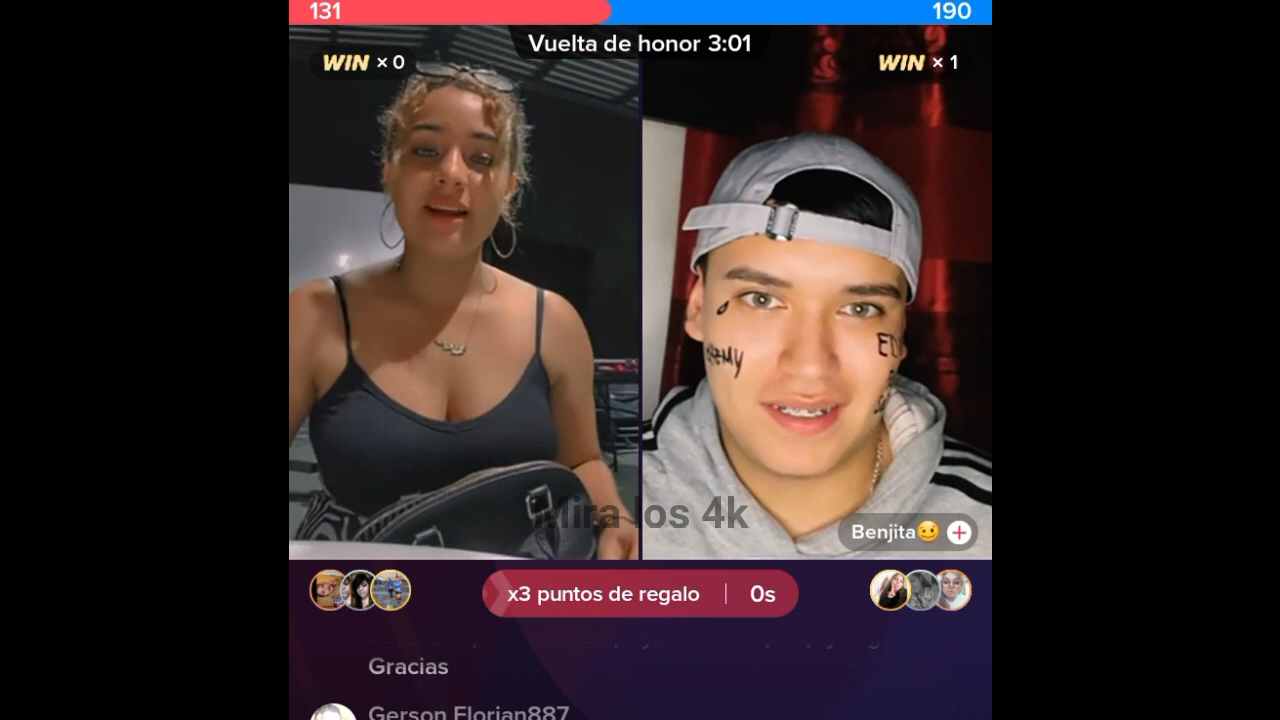 131
190
Vuelta de honor 3:01
WIN × 0
WIN × 1
EMY
Mira los 4k
Benjita🥴
x3 puntos de regalo
0s
Gracias
Gerson Florian887